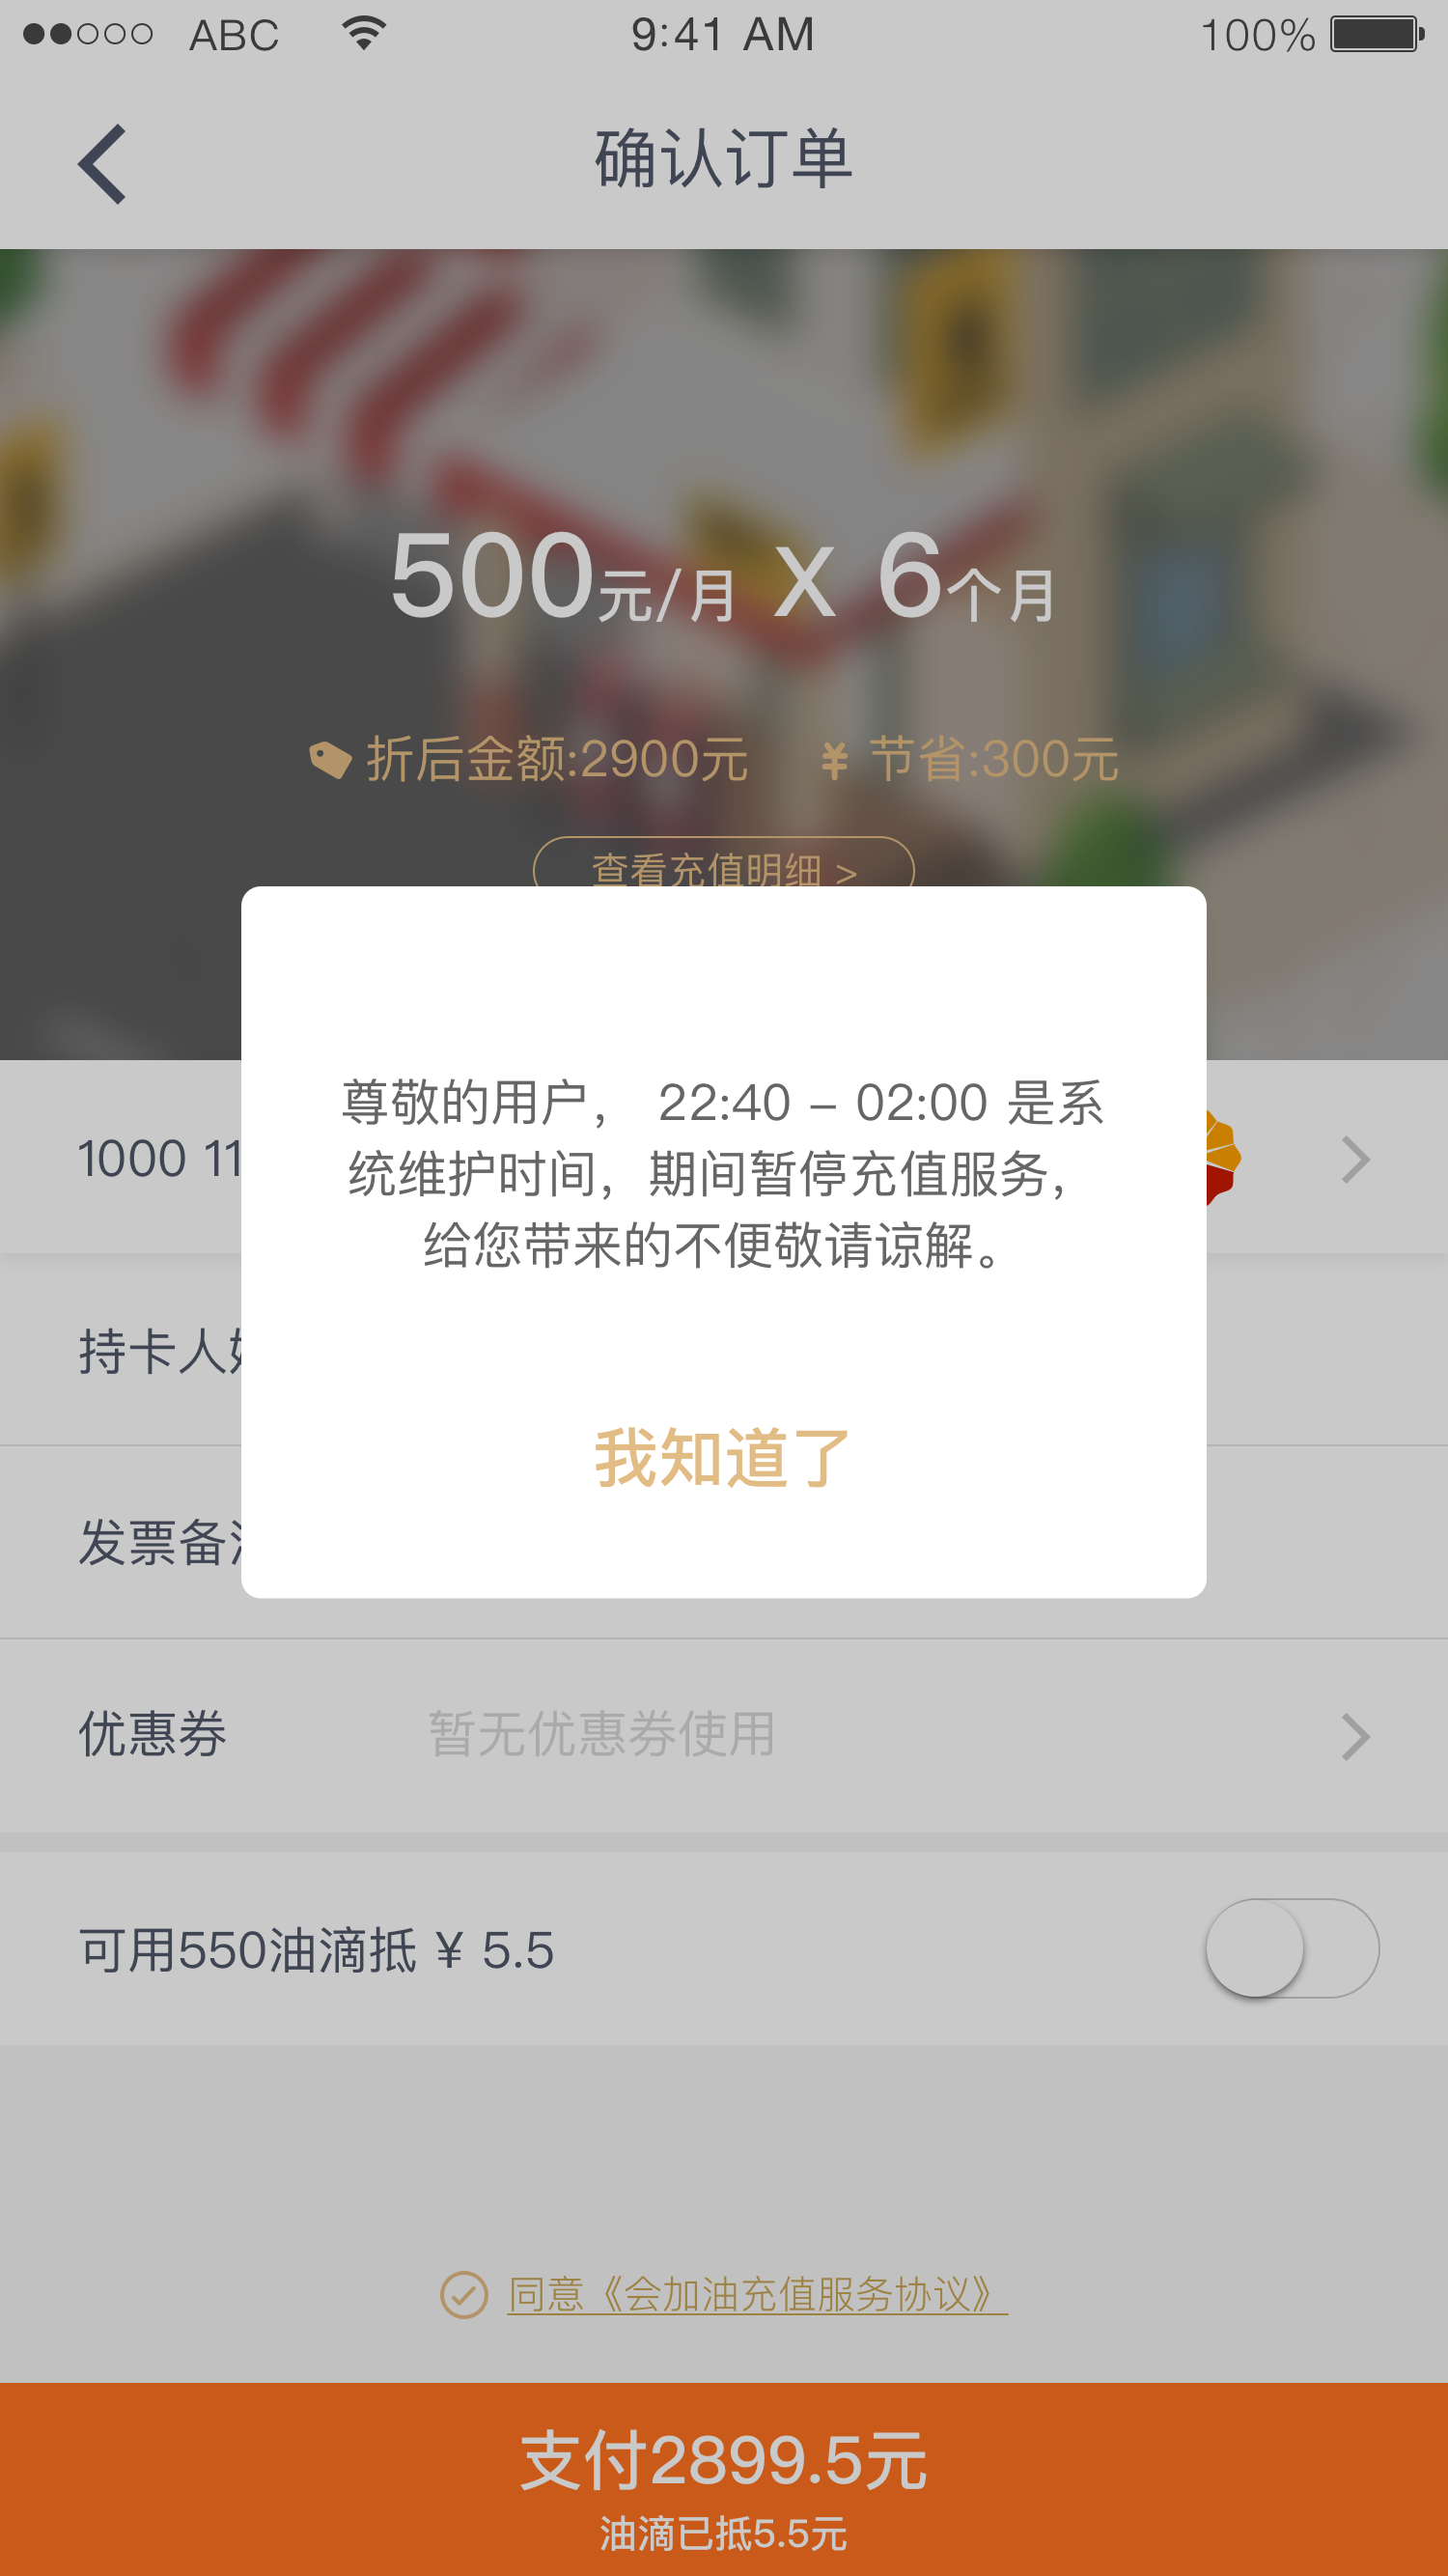 ABC 9:41 AM 100%
确认订单
500元/月 x 6个月
折后金额:2900元 ¥ 节省:300元
查看充值明细 >
尊敬的用户， 22:40 – 02:00 是系
统维护时间，期间暂停充值服务，
给您带来的不便敬请谅解。
我知道了
1000 11
持卡人
发票备
优惠券 暂无优惠券使用
可用550油滴抵 ¥ 5.5
同意《会加油充值服务协议》
支付2899.5元
油滴已抵5.5元